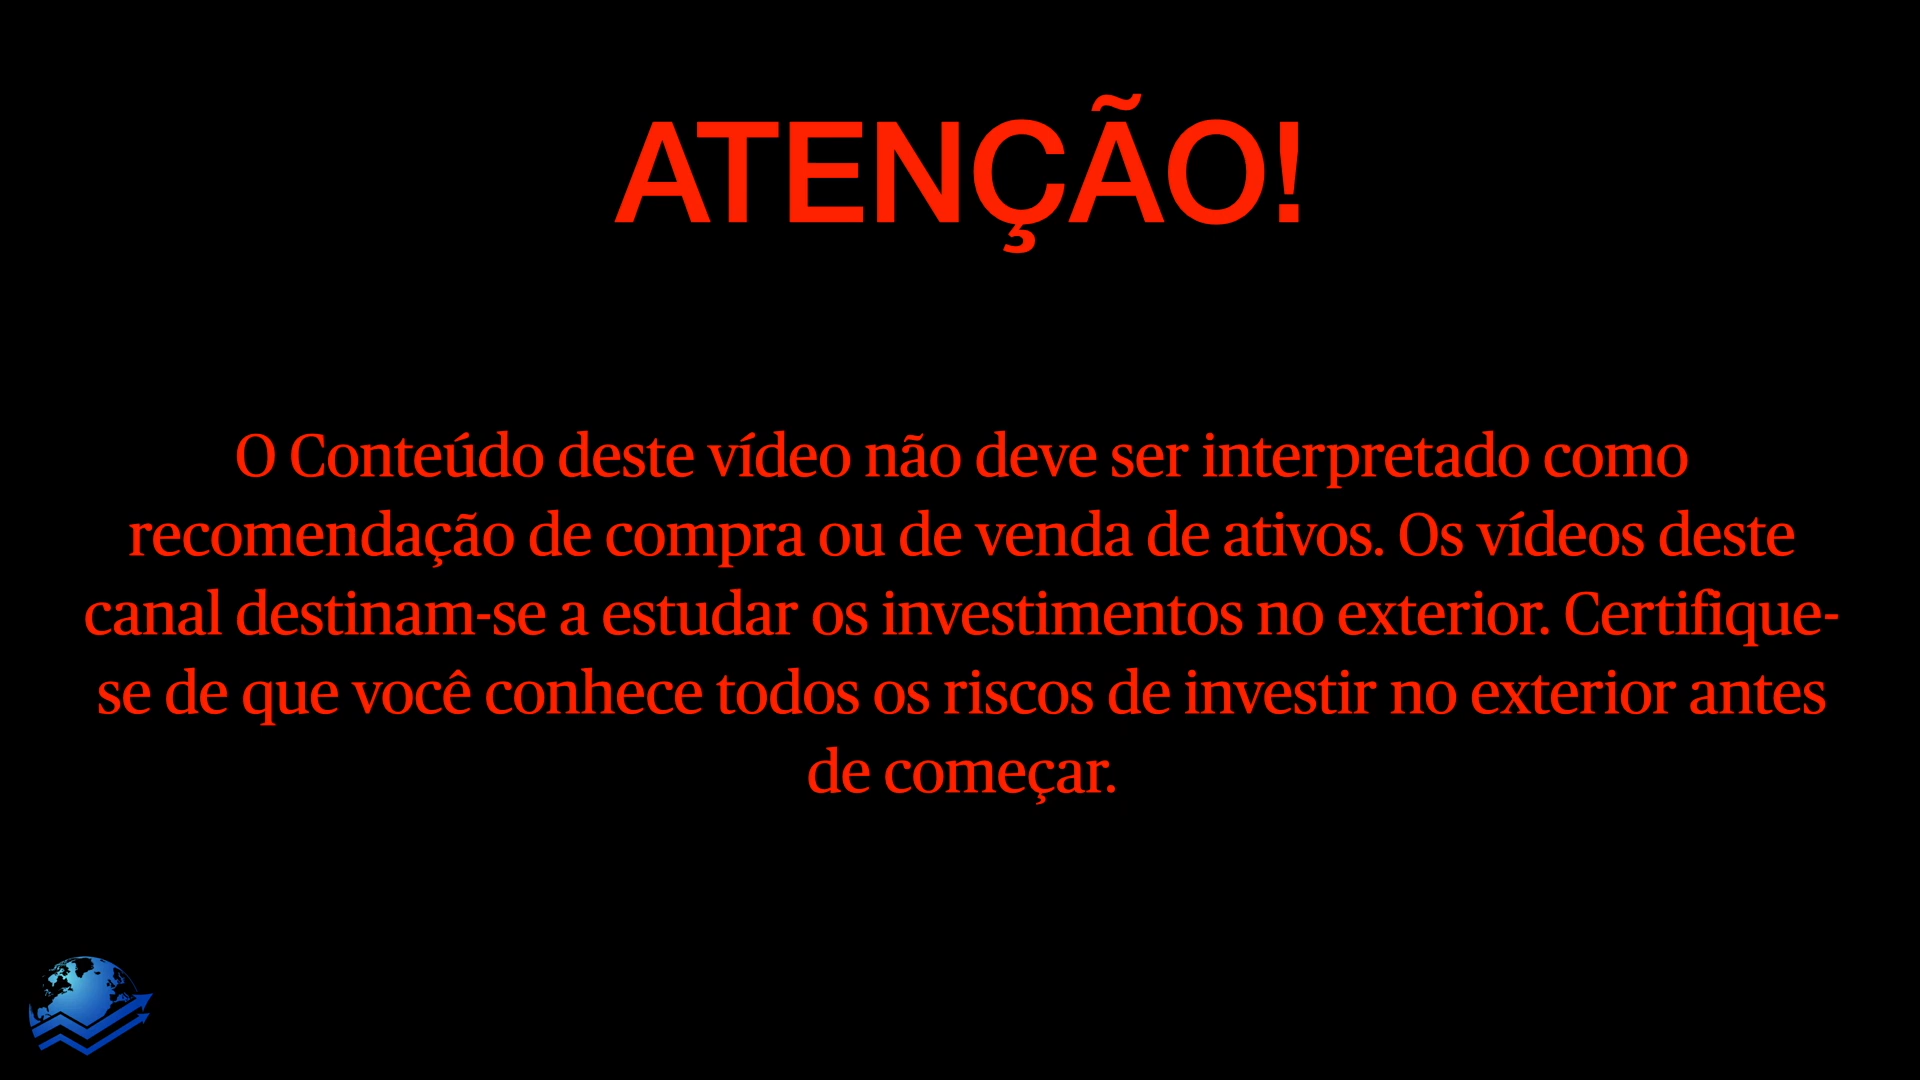 ATENÇÃO!
O Conteúdo deste vídeo não deve ser interpretado como
recomendação de compra ou de venda de ativos. Os vídeos deste
canal destinam-se a estudar os investimentos no exterior. Certifique-
se de que você conhece todos os riscos de investir no exterior antes
de começar.